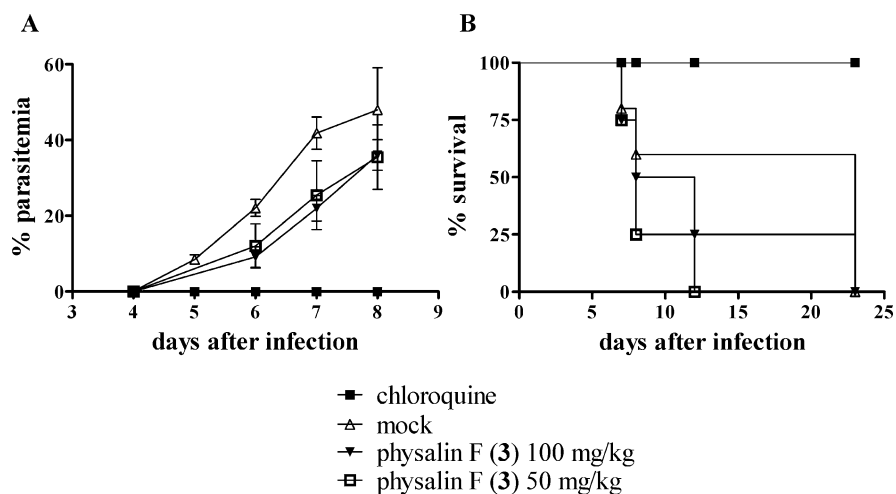 A
% parasitemia
60
40
20
0
3 4 5 6 7 8 9
days after infection
B
% survival
100
75
50
25
0
0 5 10 15 20 25
days after infection
chloroquine
mock
physalin F (3) 100 mg/kg
physalin F (3) 50 mg/kg